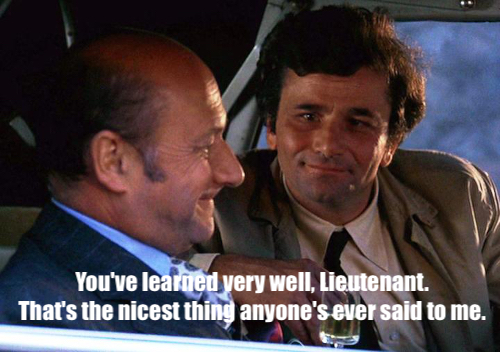 You've learned very well, Lieutenant.
That's the nicest thing anyone's ever said to me.